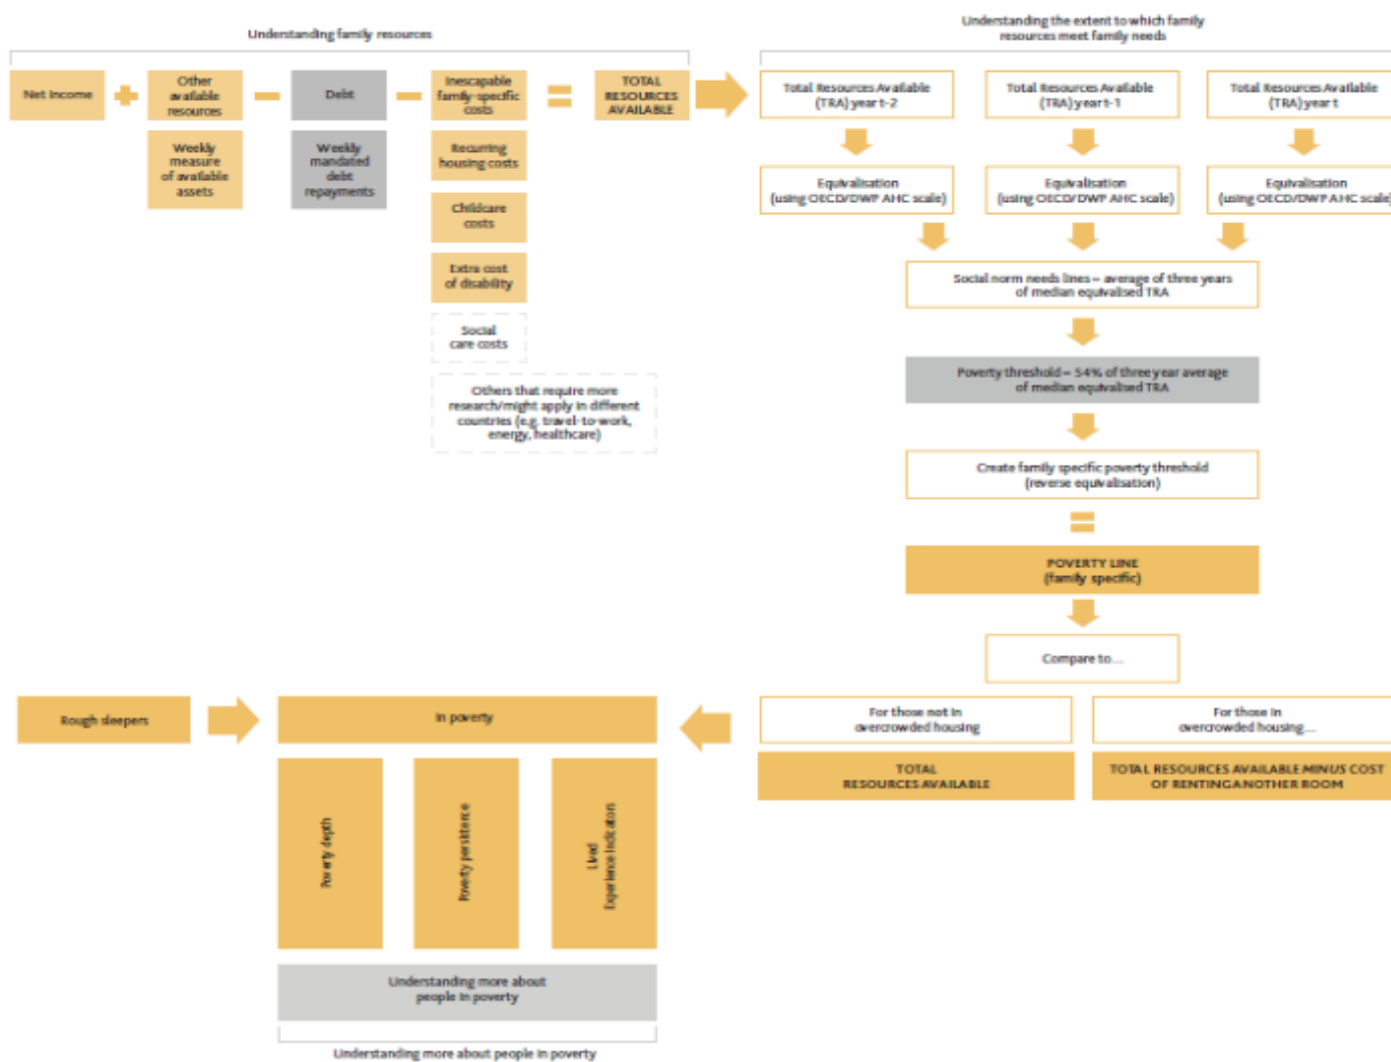 Understanding family resources
Net Income
Other
available
resources
Debt
Inescapable
family-specific
costs
TOTAL
RESOURCES
AVAILABLE
Weekly
measure
of available
assets
Weekly
mandated
debt
repayments
Recurring
housing costs
Childcare
costs
Extra cost
of disability
Social
care costs
Others that require more
research/might apply in different
countries (e.g. travel-to-work,
energy, healthcare)
Understanding the extent to which family
resources meet family needs
Total Resources Available
(TRA) year t-2
Total Resources Available
(TRA) year t-1
Total Resources Available
(TRA) year t
Equivalisation
(using OECD/DWP AHC scale)
Equivalisation
(using OECD/DWP AHC scale)
Equivalisation
(using OECD/DWP AHC scale)
Social norm needs lines – average of three years
of median equivalised TRA
Poverty threshold – 54% of three year average
of median equivalised TRA
Create family specific poverty threshold
(reverse equivalisation)
POVERTY LINE
(family specific)
Compare to...
For those not in
overcrowded housing
For those in
overcrowded housing...
TOTAL
RESOURCES AVAILABLE
TOTAL RESOURCES AVAILABLE MINUS COST
OF RENTING ANOTHER ROOM
Rough sleepers
In poverty
Poverty depth
Poverty persistence
Lived
Experience Indicators
Understanding more about
people in poverty
Understanding more about people in poverty